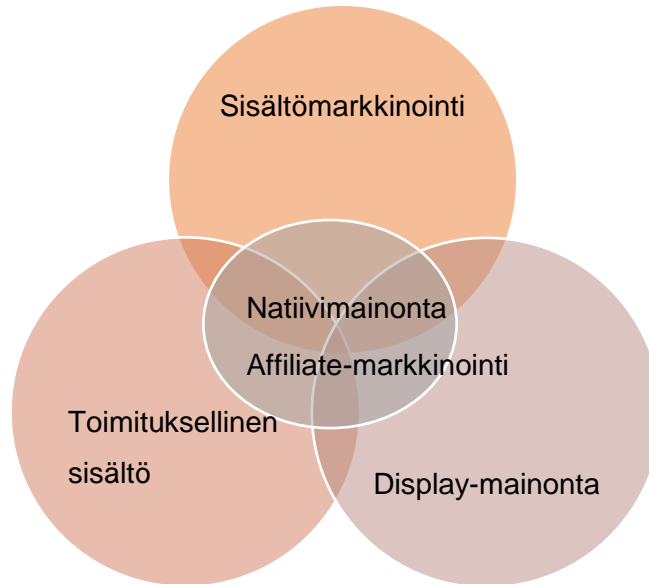 Sisältömarkkinointi
Natiivimainonta
Affiliate-markkinointi
Toimituksellinen
sisältö
Display-mainonta